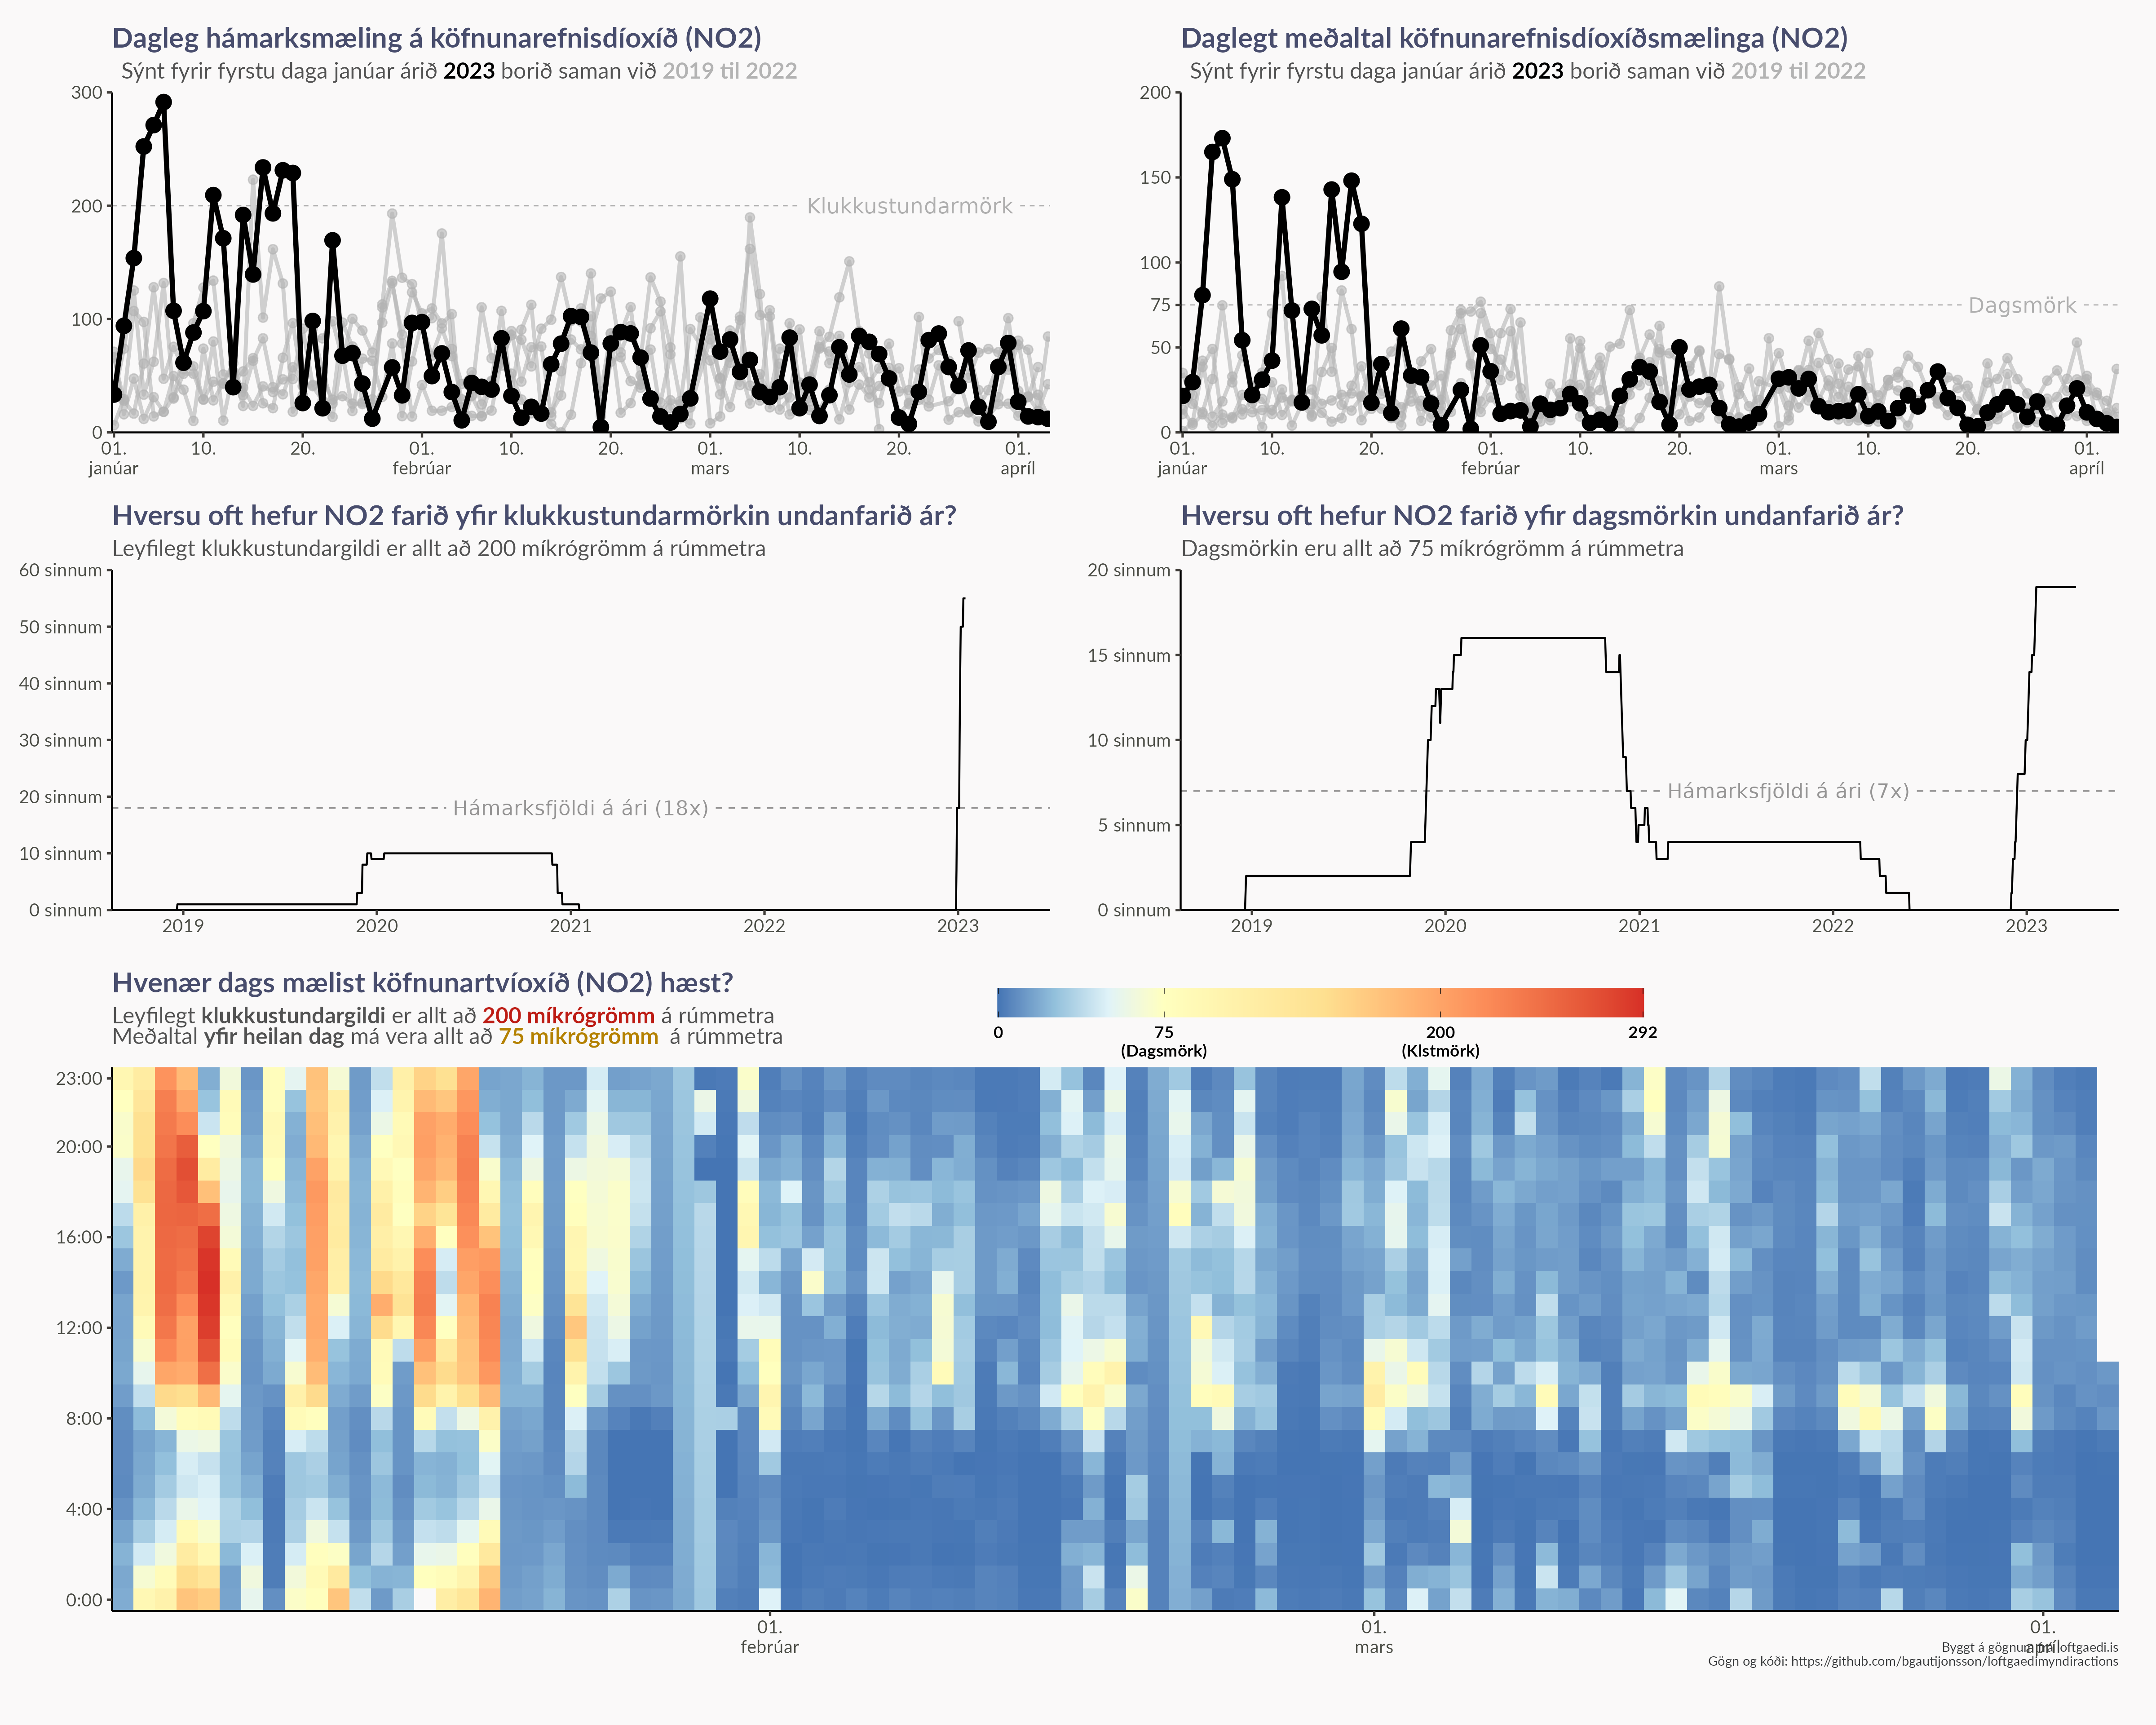 Dagleg hámarksmæling á köfnunarefnisdíoxíð (NO2)
Sýnt fyrir fyrstu daga janúar árið 2023 borið saman við 2019 til 2022
300
200
100
0
Klukkustundarmörk
01. 10. 20. 01. 10. 20. 01. 10. 20. 01.
janúar febrúar mars apríl
Daglegt meðaltal köfnunarefnisdíoxíðsmælinga (NO2)
Sýnt fyrir fyrstu daga janúar árið 2023 borið saman við 2019 til 2022
200
150
100
75
50
0
Dagsmörk
01. 10. 20. 01. 10. 20. 01. 10. 20. 01.
janúar febrúar mars apríl
Hversu oft hefur NO2 farið yfir klukkustundarmörkin undanfarið ár?
Leyfilegt klukkustundargildi er allt að 200 míkrógrömm á rúmmetra
60 sinnum
50 sinnum
40 sinnum
30 sinnum
20 sinnum
10 sinnum
0 sinnum
Hámarksfjöldi á ári (18x)
2019 2020 2021 2022 2023
Hversu oft hefur NO2 farið yfir dagsmörkin undanfarið ár?
Dagsmörkin eru allt að 75 míkrógrömm á rúmmetra
20 sinnum
15 sinnum
10 sinnum
5 sinnum
0 sinnum
Hámarksfjöldi á ári (7x)
2019 2020 2021 2022 2023
Hvenær dags mælist köfnunartvíoxíð (NO2) hæst?
Leyfilegt klukkustundargildi er allt að 200 míkrógrömm á rúmmetra
Meðaltal yfir heilan dag má vera allt að 75 míkrógrömm á rúmmetra
0 75 200 292
(Dagsmörk) (Klstmörk)
23:00
20:00
16:00
12:00
8:00
4:00
0:00
01. 01. 01.
febrúar mars apríl
Byggt á gögnum frá loftgaedi.is
Gögn og kóði: https://github.com/bgautijonsson/loftgaedimyndiractions